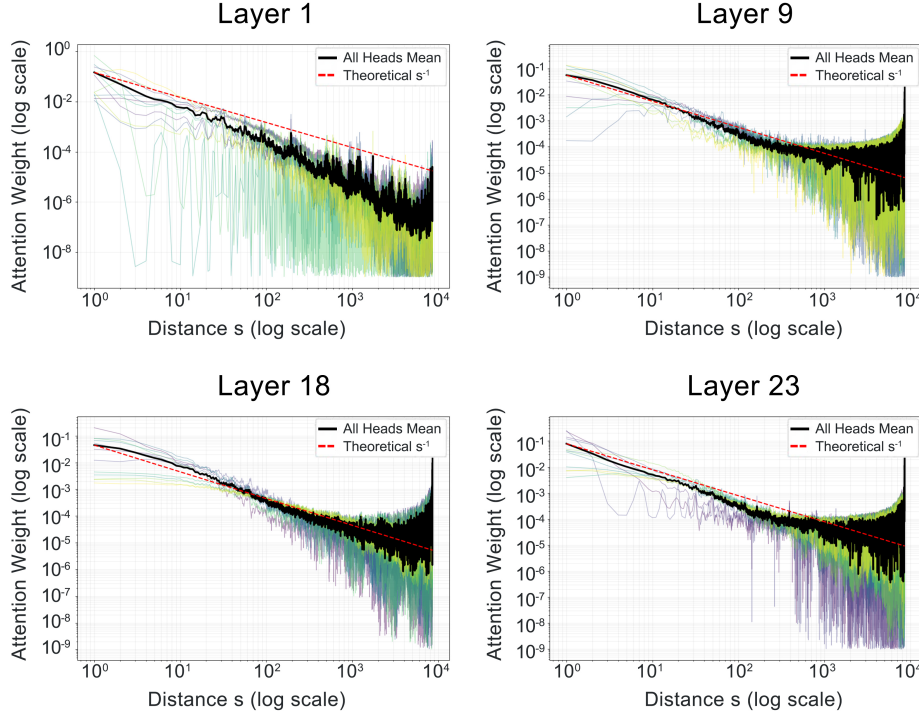 Layer 1
Layer 9
Attention Weight (log scale)
10⁰
10⁻²
10⁻⁴
10⁻⁶
10⁻⁸
All Heads Mean
Theoretical s⁻¹
10⁰
10¹
10²
10³
10⁴
Distance s (log scale)
Attention Weight (log scale)
10⁻¹
10⁻²
10⁻³
10⁻⁴
10⁻⁵
10⁻⁶
10⁻⁷
10⁻⁸
10⁻⁹
All Heads Mean
Theoretical s⁻¹
10⁰
10¹
10²
10³
10⁴
Distance s (log scale)
Layer 18
Layer 23
Attention Weight (log scale)
10⁻¹
10⁻²
10⁻³
10⁻⁴
10⁻⁵
10⁻⁶
10⁻⁷
10⁻⁸
10⁻⁹
All Heads Mean
Theoretical s⁻¹
10⁰
10¹
10²
10³
10⁴
Distance s (log scale)
Attention Weight (log scale)
10⁻¹
10⁻²
10⁻³
10⁻⁴
10⁻⁵
10⁻⁶
10⁻⁷
10⁻⁸
10⁻⁹
All Heads Mean
Theoretical s⁻¹
10⁰
10¹
10²
10³
10⁴
Distance s (log scale)